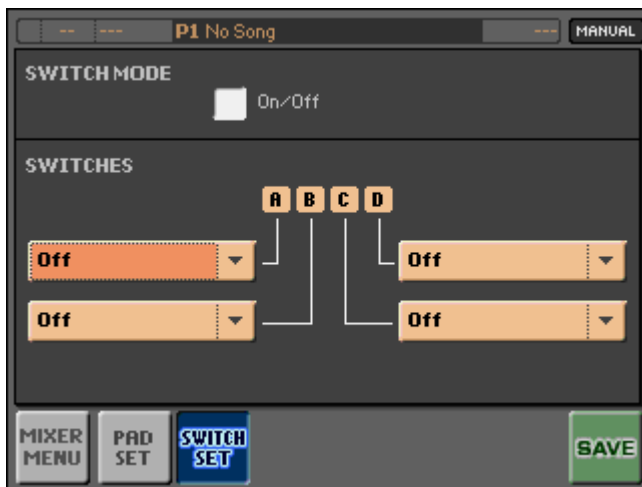 -- --- P1 No Song --- MANUAL
SWITCH MODE
On/Off
SWITCHES
A B C D
Off Off
Off Off
MIXER MENU PAD SET SWITCH SET SAVE